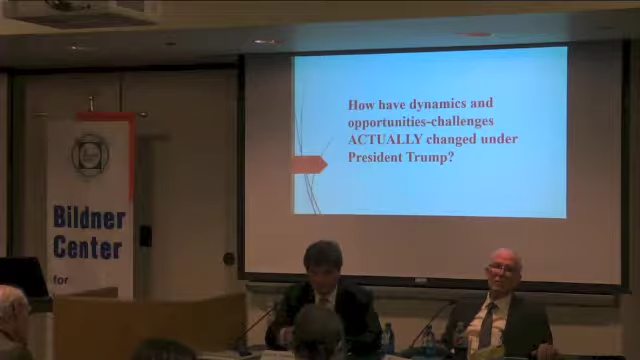 How have dynamics and
opportunities-challenges
ACTUALLY changed under
President Trump?
Bildner
Center
for